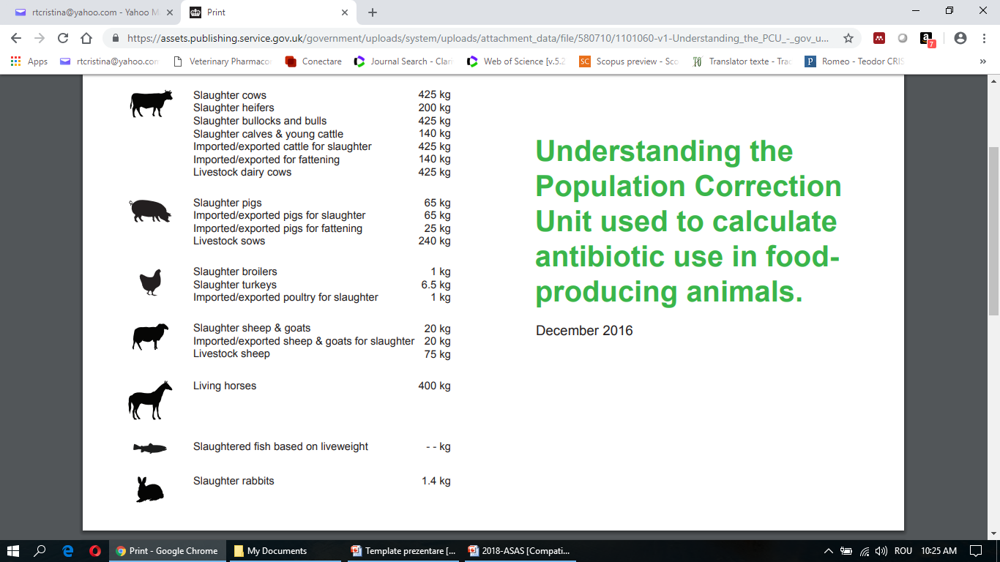 rtcristina@yahoo.com - Yahoo M
Print
https://assets.publishing.service.gov.uk/government/uploads/system/uploads/attachment_data/file/580710/1101060-v1-Understanding_the_PCU_-_gov_u...
7
Apps
rtcristina@yahoo.com
Veterinary Pharmacor
Conectare
Journal Search - Clari
Web of Science [v.5.2
SC Scopus preview - Sco
Translator texte - Trad
P Romeo - Teodor CRIS
»
Slaughter cows 425 kg
Slaughter heifers 200 kg
Slaughter bullocks and bulls 425 kg
Slaughter calves & young cattle 140 kg
Imported/exported cattle for slaughter 425 kg
Imported/exported for fattening 140 kg
Livestock dairy cows 425 kg
Slaughter pigs 65 kg
Imported/exported pigs for slaughter 65 kg
Imported/exported pigs for fattening 25 kg
Livestock sows 240 kg
Slaughter broilers 1 kg
Slaughter turkeys 6.5 kg
Imported/exported poultry for slaughter 1 kg
Slaughter sheep & goats 20 kg
Imported/exported sheep & goats for slaughter 20 kg
Livestock sheep 75 kg
Living horses 400 kg
Slaughtered fish based on liveweight - - kg
Slaughter rabbits 1.4 kg
Understanding the
Population Correction
Unit used to calculate
antibiotic use in food-
producing animals.
December 2016
Print - Google Chrome
My Documents
Template prezentare [...
2018-ASAS [Compati...
ROU
10:25 AM